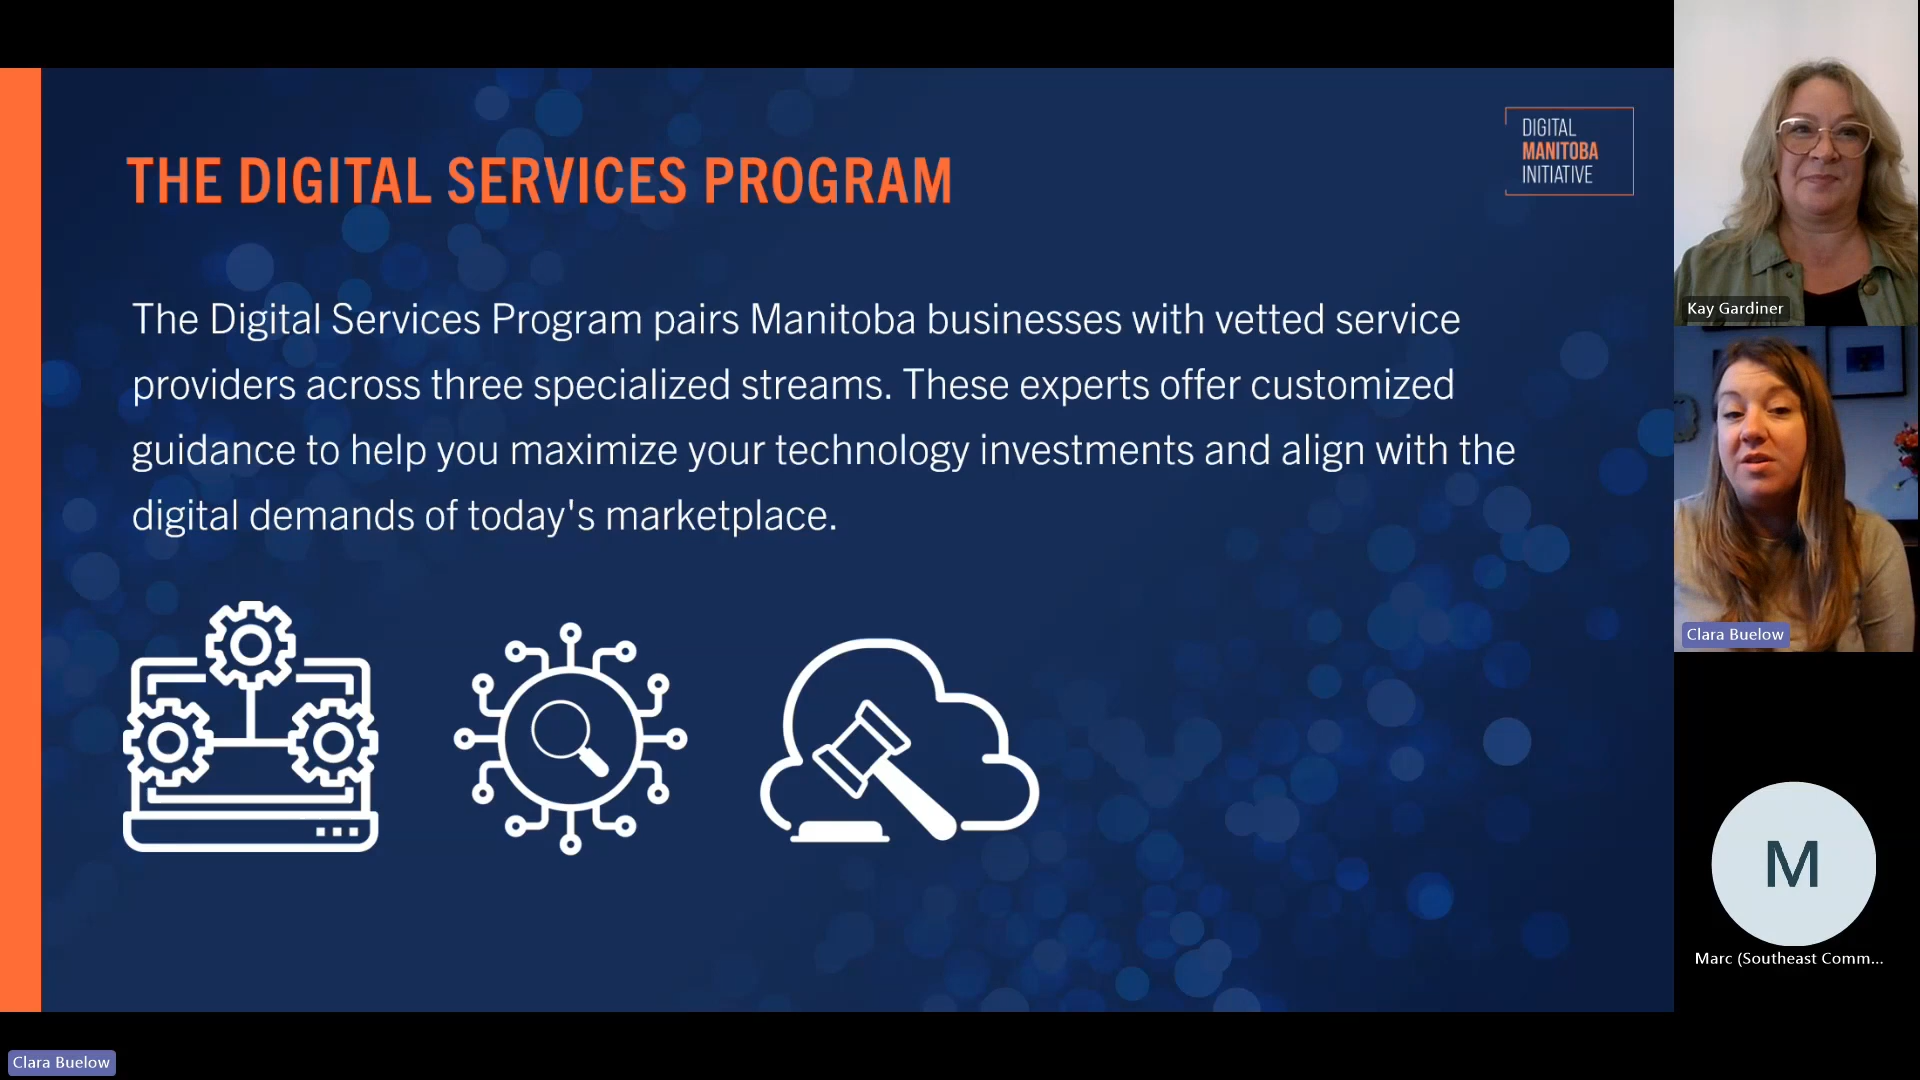 THE DIGITAL SERVICES PROGRAM
DIGITAL
MANITOBA
INITIATIVE
The Digital Services Program pairs Manitoba businesses with vetted service
providers across three specialized streams. These experts offer customized
guidance to help you maximize your technology investments and align with the
digital demands of today's marketplace.
Kay Gardiner
Clara Buelow
M
Marc (Southeast Comm...
Clara Buelow